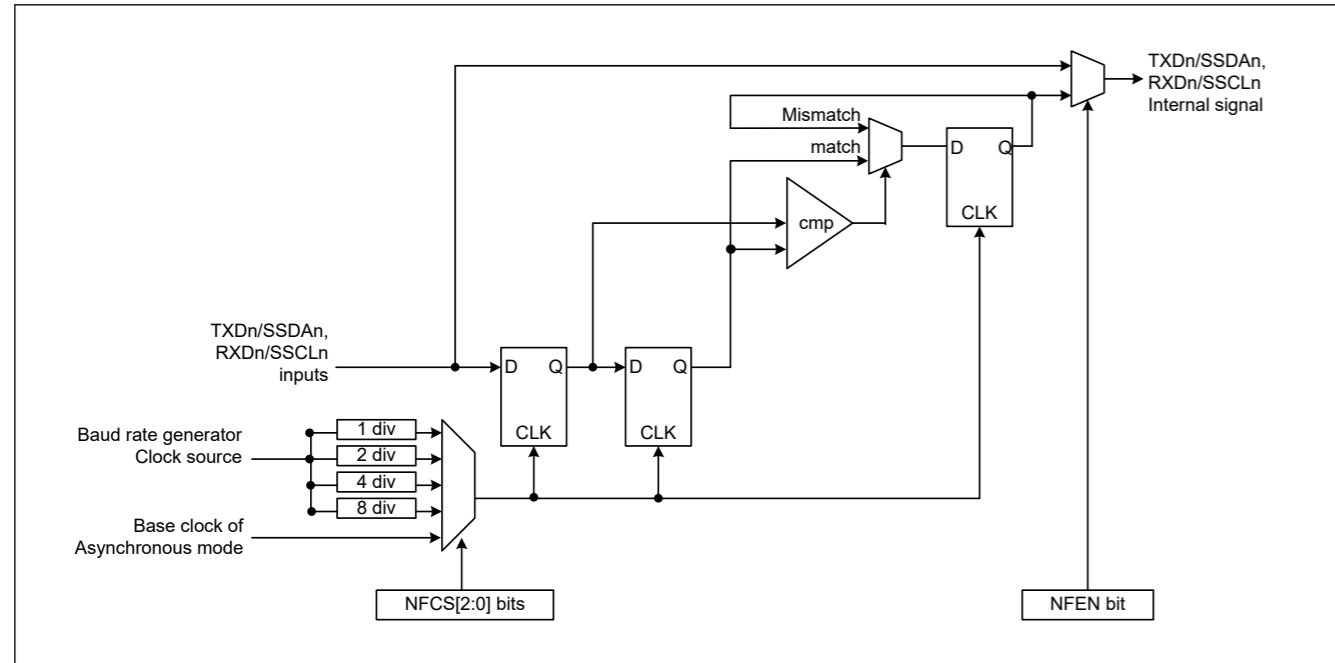 TXDn/SSDAn,
RXDn/SSCLn
Internal signal
Mismatch
match
D Q
CLK
cmp
TXDn/SSDAn,
RXDn/SSCLn
inputs
D Q
CLK
D Q
CLK
Baud rate generator
Clock source
1 div
2 div
4 div
8 div
Base clock of
Asynchronous mode
NFCS[2:0] bits
NFEN bit